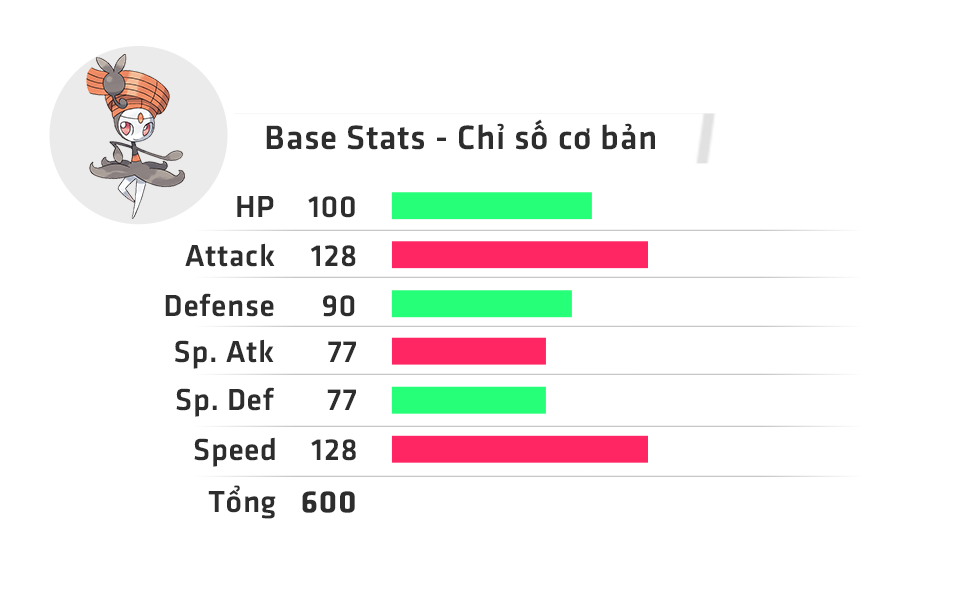 Base Stats - Chỉ số cơ bản
HP 100
Attack 128
Defense 90
Sp. Atk 77
Sp. Def 77
Speed 128
Tổng 600